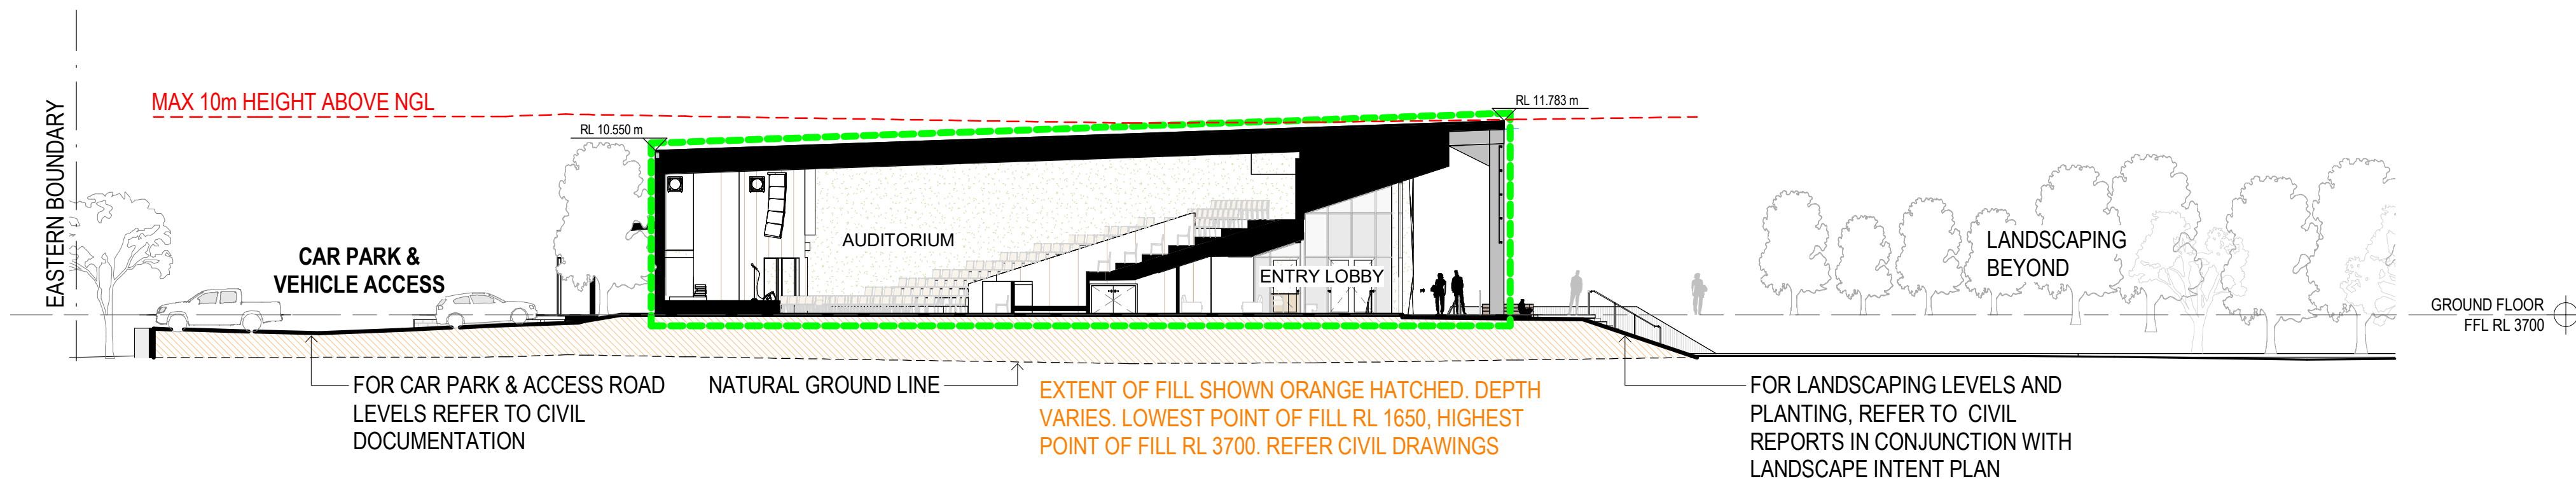 EASTERN BOUNDARY
MAX 10m HEIGHT ABOVE NGL
RL 10.550 m
RL 11.783 m
CAR PARK &
VEHICLE ACCESS
AUDITORIUM
ENTRY LOBBY
LANDSCAPING
BEYOND
GROUND FLOOR
FFL RL 3700
FOR CAR PARK & ACCESS ROAD
LEVELS REFER TO CIVIL
DOCUMENTATION
NATURAL GROUND LINE
EXTENT OF FILL SHOWN ORANGE HATCHED. DEPTH
VARIES. LOWEST POINT OF FILL RL 1650, HIGHEST
POINT OF FILL RL 3700. REFER CIVIL DRAWINGS
FOR LANDSCAPING LEVELS AND
PLANTING, REFER TO CIVIL
REPORTS IN CONJUNCTION WITH
LANDSCAPE INTENT PLAN